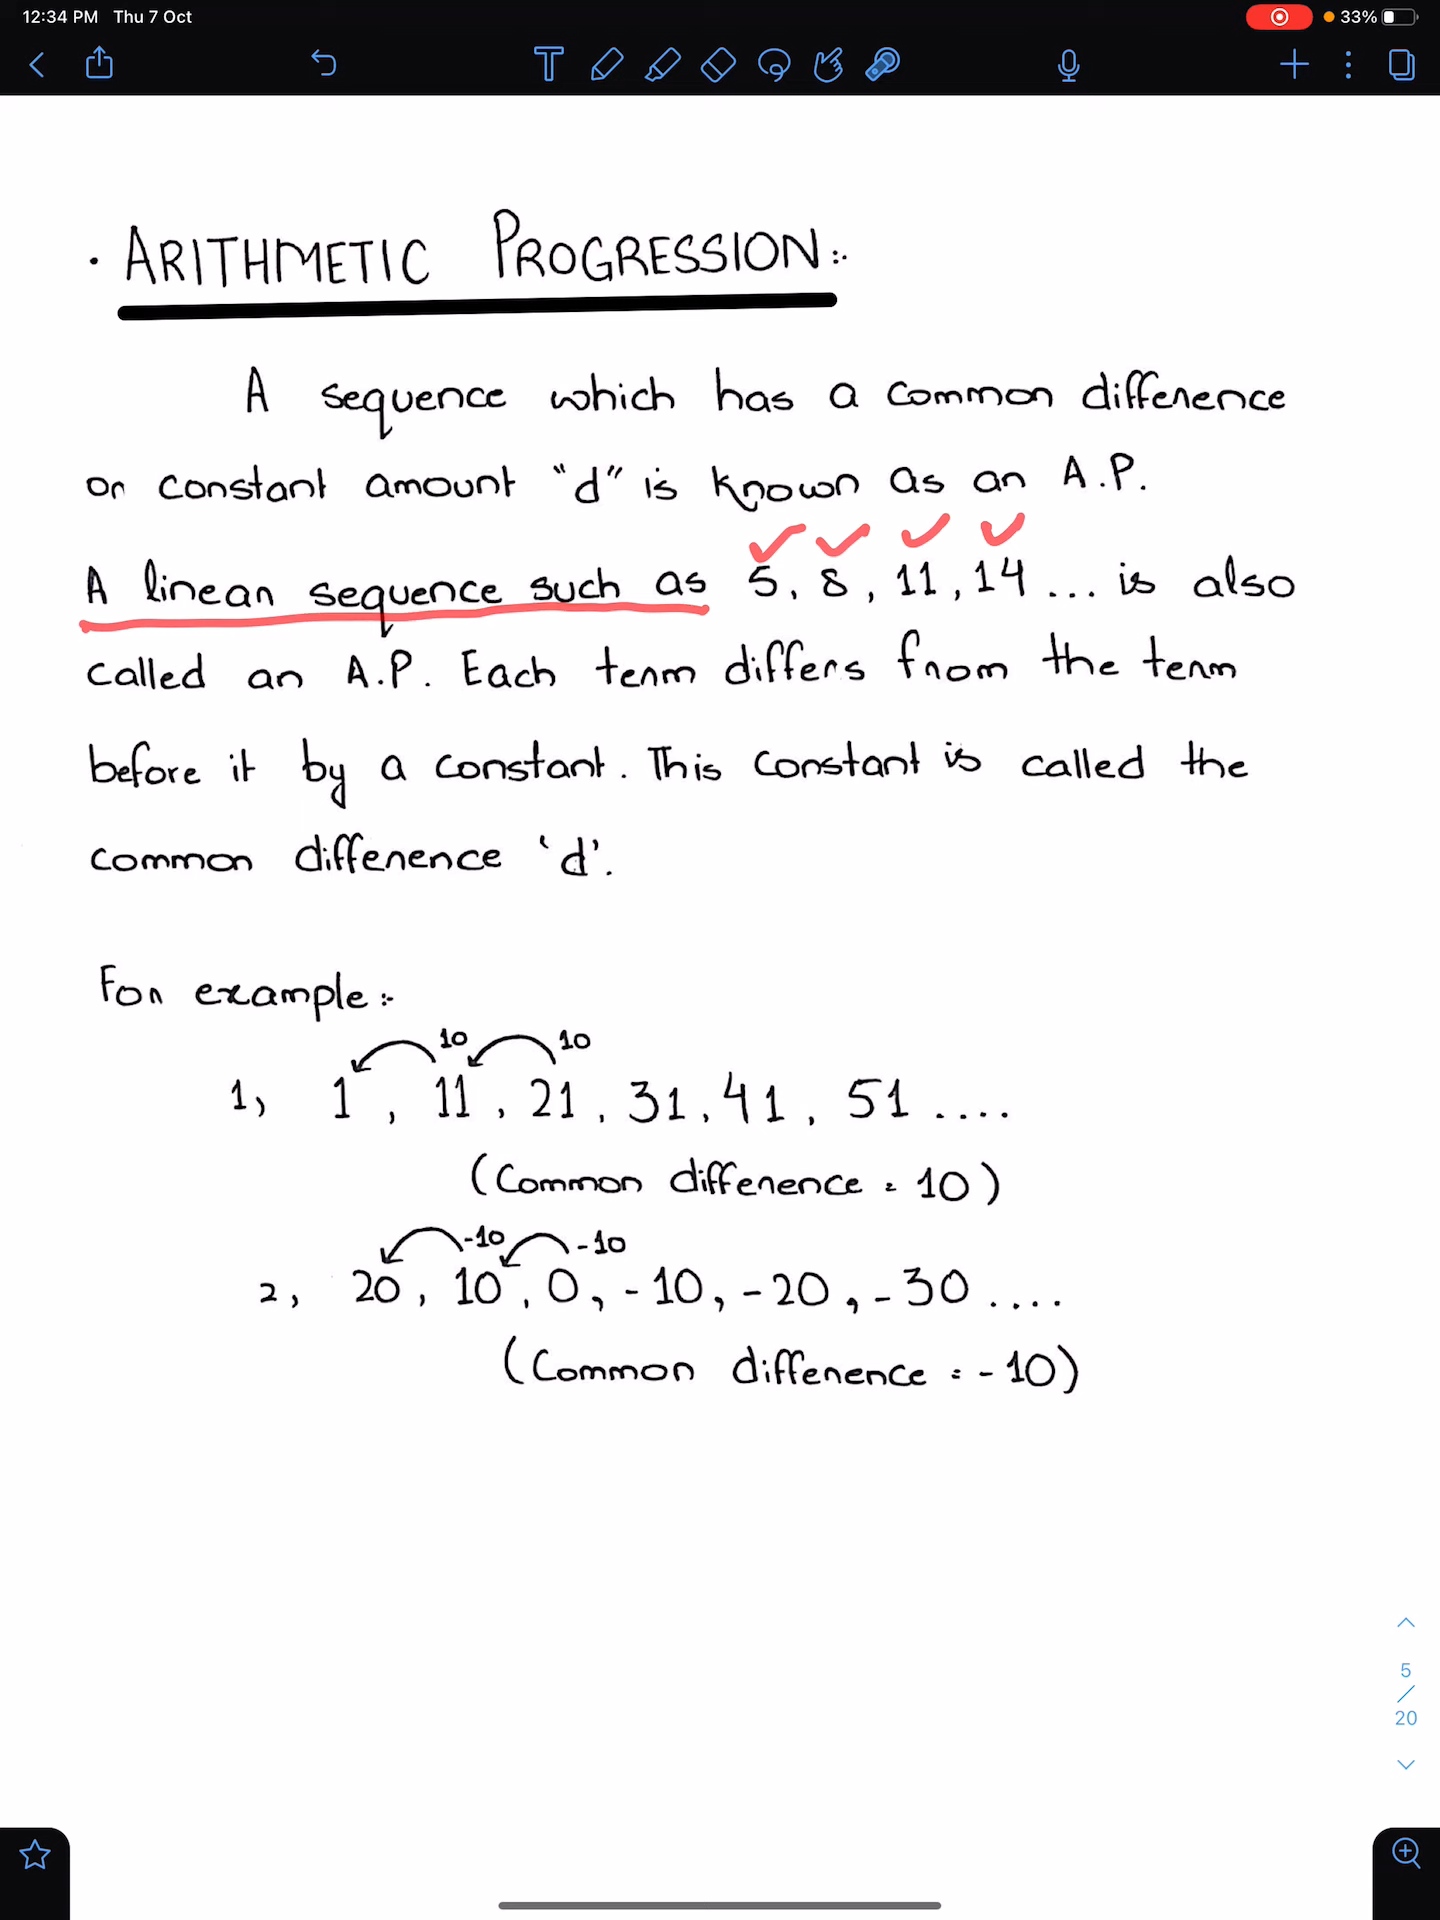 12:34 PM Thu 7 Oct
33%
· ARITHMETIC PROGRESSION :-
A sequence which has a common difference
or constant amount "d" is known as an A.P.
A linear sequence such as 5, 8, 11, 14 ... is also
called an A.P. Each term differs from the term
before it by a constant. This constant is called the
common difference 'd'.
For example :-
10 10
1, 1, 11, 21, 31, 41, 51 ....
(Common difference = 10)
-10 -10
2, 20, 10, 0, -10, -20, -30 ....
(Common difference = -10)
5
/
20